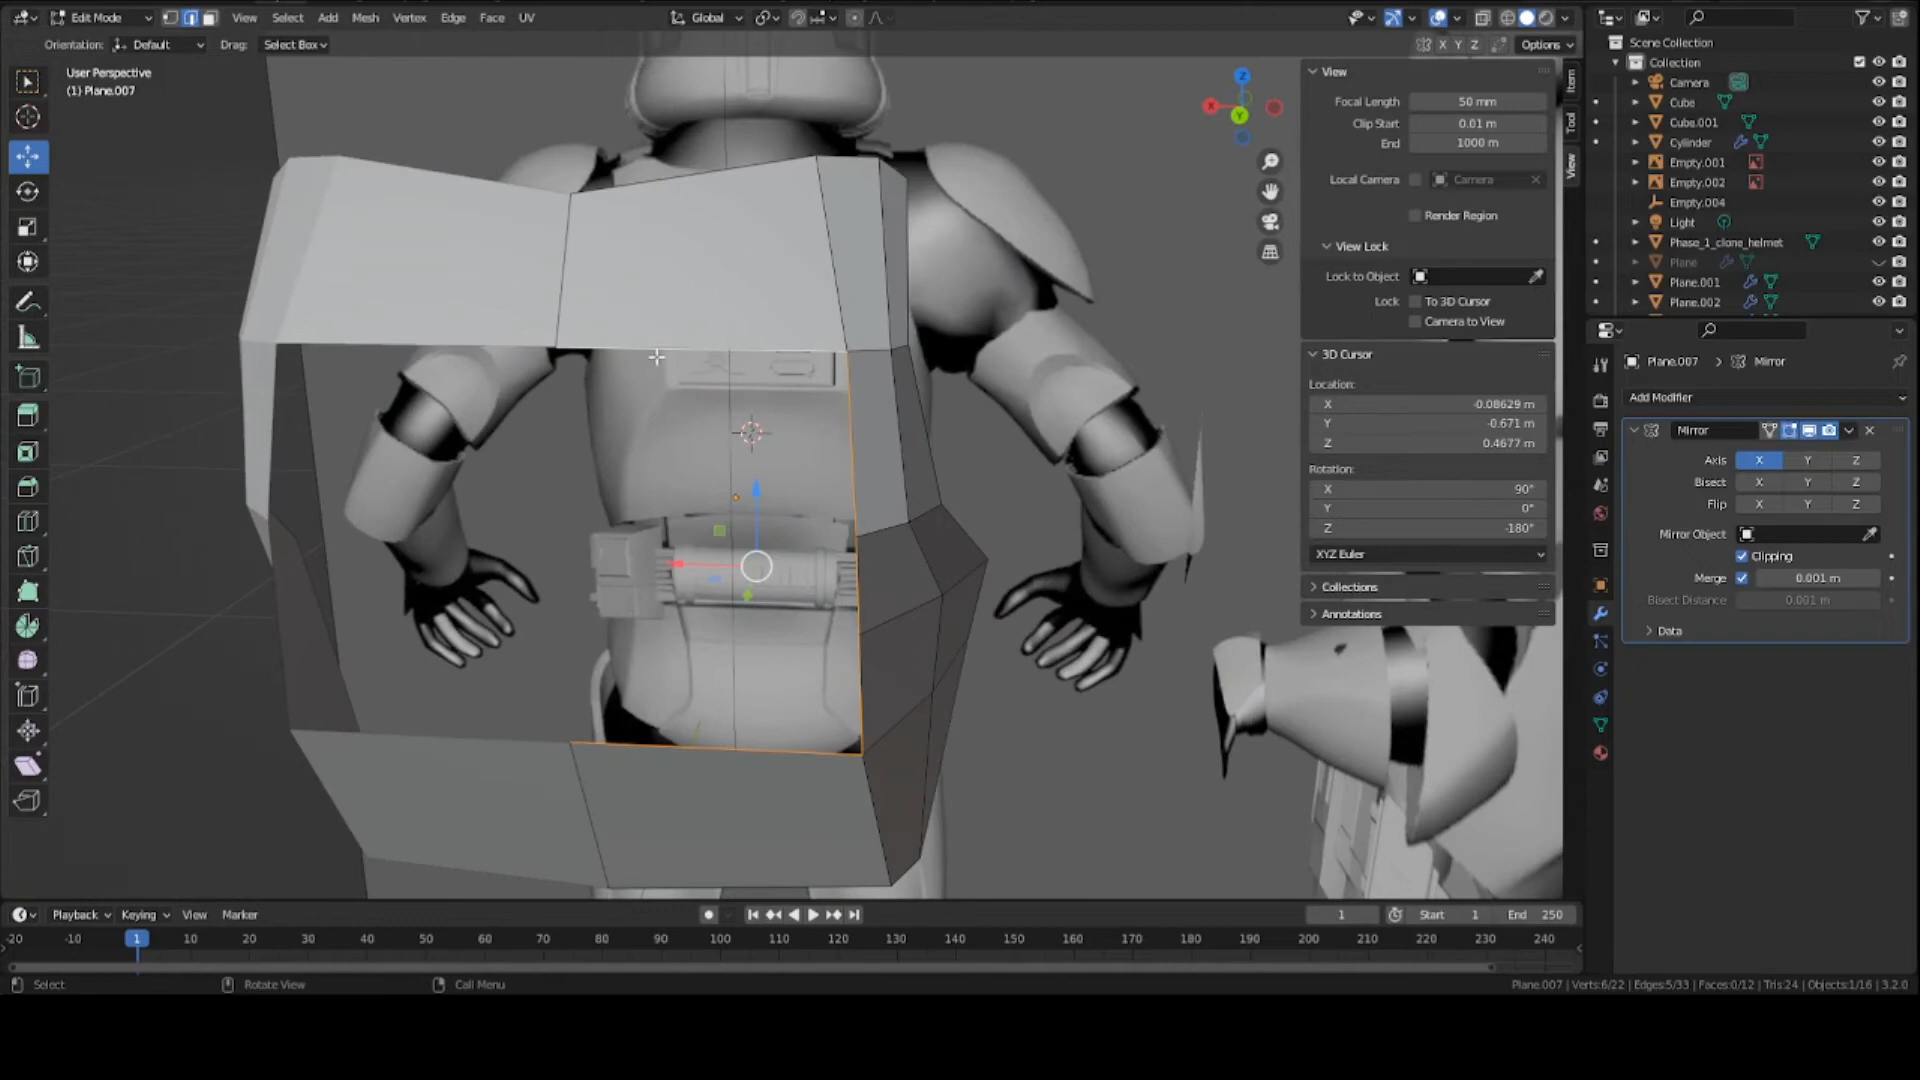 Edit Mode View Select Add Mesh Vertex Edge Face UV Global
Orientation: Default Drag: Select Box X Y Z Options
User Perspective
(1) Plane.007
Z
X
Y
View
Focal Length 50 mm
Clip Start 0.01 m
End 1000 m
Local Camera Camera
Render Region
View Lock
Lock to Object
Lock To 3D Cursor
Camera to View
3D Cursor
Location:
X -0.08629 m
Y -0.671 m
Z 0.4677 m
Rotation:
X 90°
Y 0°
Z -180°
XYZ Euler
Collections
Annotations
Item
Tool
View
Scene Collection
Collection
Camera
Cube
Cube.001
Cylinder
Empty.001
Empty.002
Empty.004
Light
Phase_1_clone_helmet
Plane
Plane.001
Plane.002
Plane.007 Mirror
Add Modifier
Mirror
Axis X Y Z
Bisect X Y Z
Flip X Y Z
Mirror Object
Clipping
Merge 0.001 m
Bisect Distance 0.001 m
Data
Playback Keying View Marker 1 Start 1 End 250
-20 -10 1 10 20 30 40 50 60 70 80 90 100 110 120 130 140 150 160 170 180 190 200 210 220 230 240
Select Rotate View Call Menu Plane.007 | Verts:6/22 | Edges:5/33 | Faces:0/12 | Tris:24 | Objects:1/16 | 3.2.0